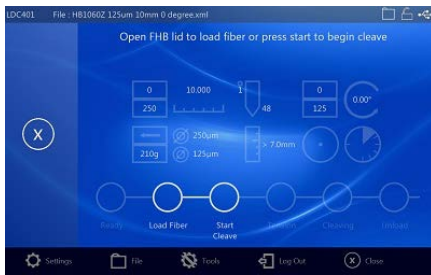 LDC401 File : HB1060Z 125um 10mm 0 degree.xml
Open FHB lid to load fiber or press start to begin cleave
0 10.000 1 0 0.00°
250 48 125
250µm > 7.0mm
210g 125µm
X
Ready Load Fiber Start Cleave Tension Cleaving Unload
Settings File Tools Log Out X Close